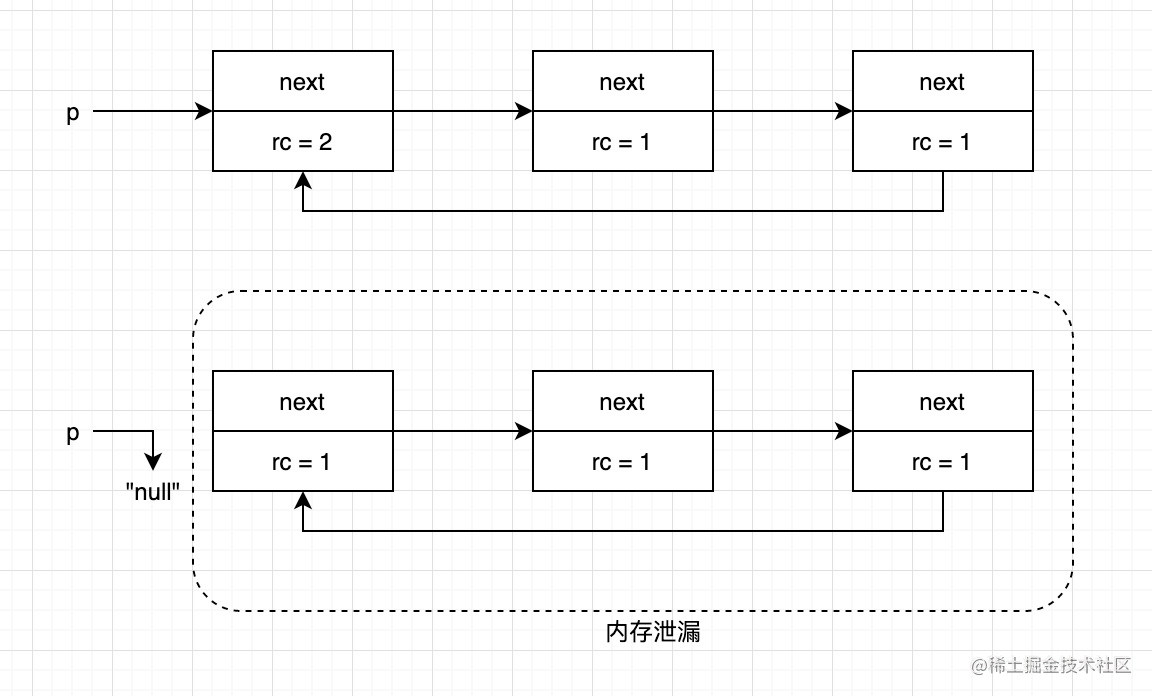 next
next
next
p
rc = 2
rc = 1
rc = 1
next
next
next
p
rc = 1
rc = 1
rc = 1
"null"
内存泄漏
@稀土掘金技术社区